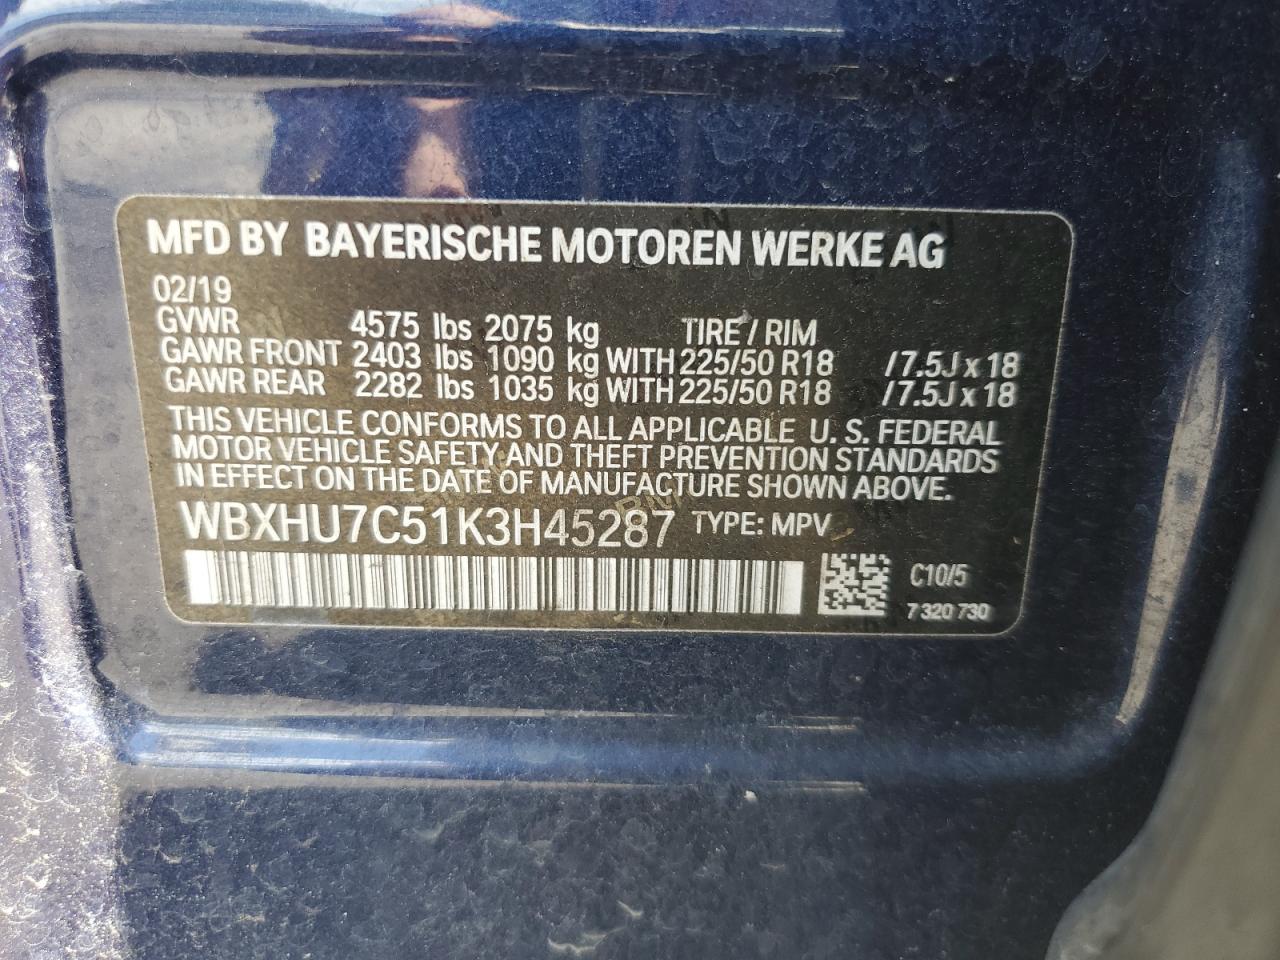 MFD BY BAYERISCHE MOTOREN WERKE AG
02/19
GVWR 4575 lbs 2075 kg TIRE / RIM
GAWR FRONT 2403 lbs 1090 kg WITH 225/50 R18 /7.5J x 18
GAWR REAR 2282 lbs 1035 kg WITH 225/50 R18 /7.5J x 18
THIS VEHICLE CONFORMS TO ALL APPLICABLE U. S. FEDERAL
MOTOR VEHICLE SAFETY AND THEFT PREVENTION STANDARDS
IN EFFECT ON THE DATE OF MANUFACTURE SHOWN ABOVE.
WBXHU7C51K3H45287 TYPE: MPV
C10/5
7 320 730